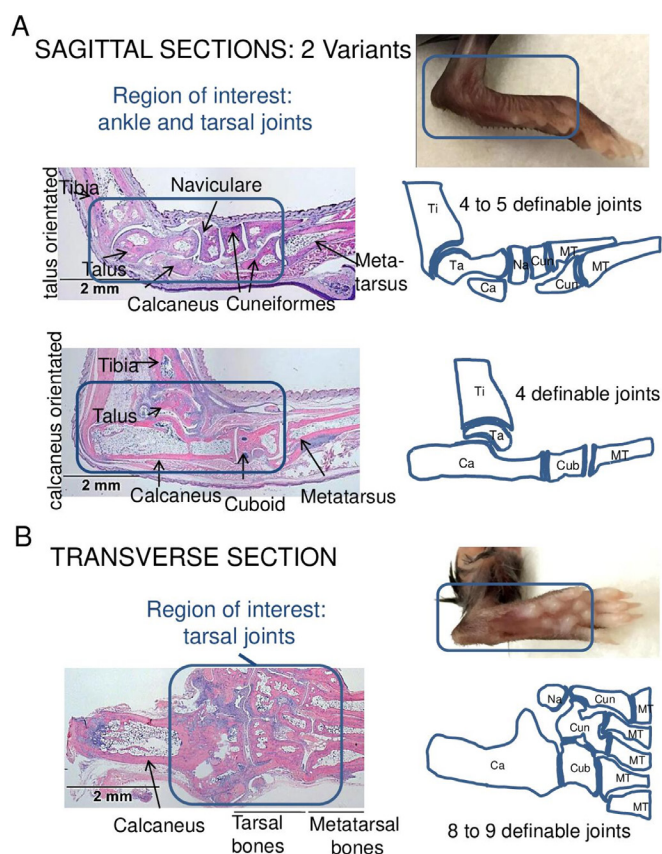 A
SAGITTAL SECTIONS: 2 Variants
Region of interest:
ankle and tarsal joints
talus orientated
Tibia
Naviculare
Talus
2 mm
Calcaneus
Cuneiformes
Meta-
tarsus
4 to 5 definable joints
Ti
Ta
Ca
Na
Cun
MT
Cun
MT
calcaneus orientated
Tibia
Talus
2 mm
Calcaneus
Cuboid
Metatarsus
4 definable joints
Ti
Ta
Ca
Cub
MT
B
TRANSVERSE SECTION
Region of interest:
tarsal joints
2 mm
Calcaneus
Tarsal
bones
Metatarsal
bones
Na
Cun
MT
Cun
MT
Ca
Cub
MT
MT
MT
8 to 9 definable joints